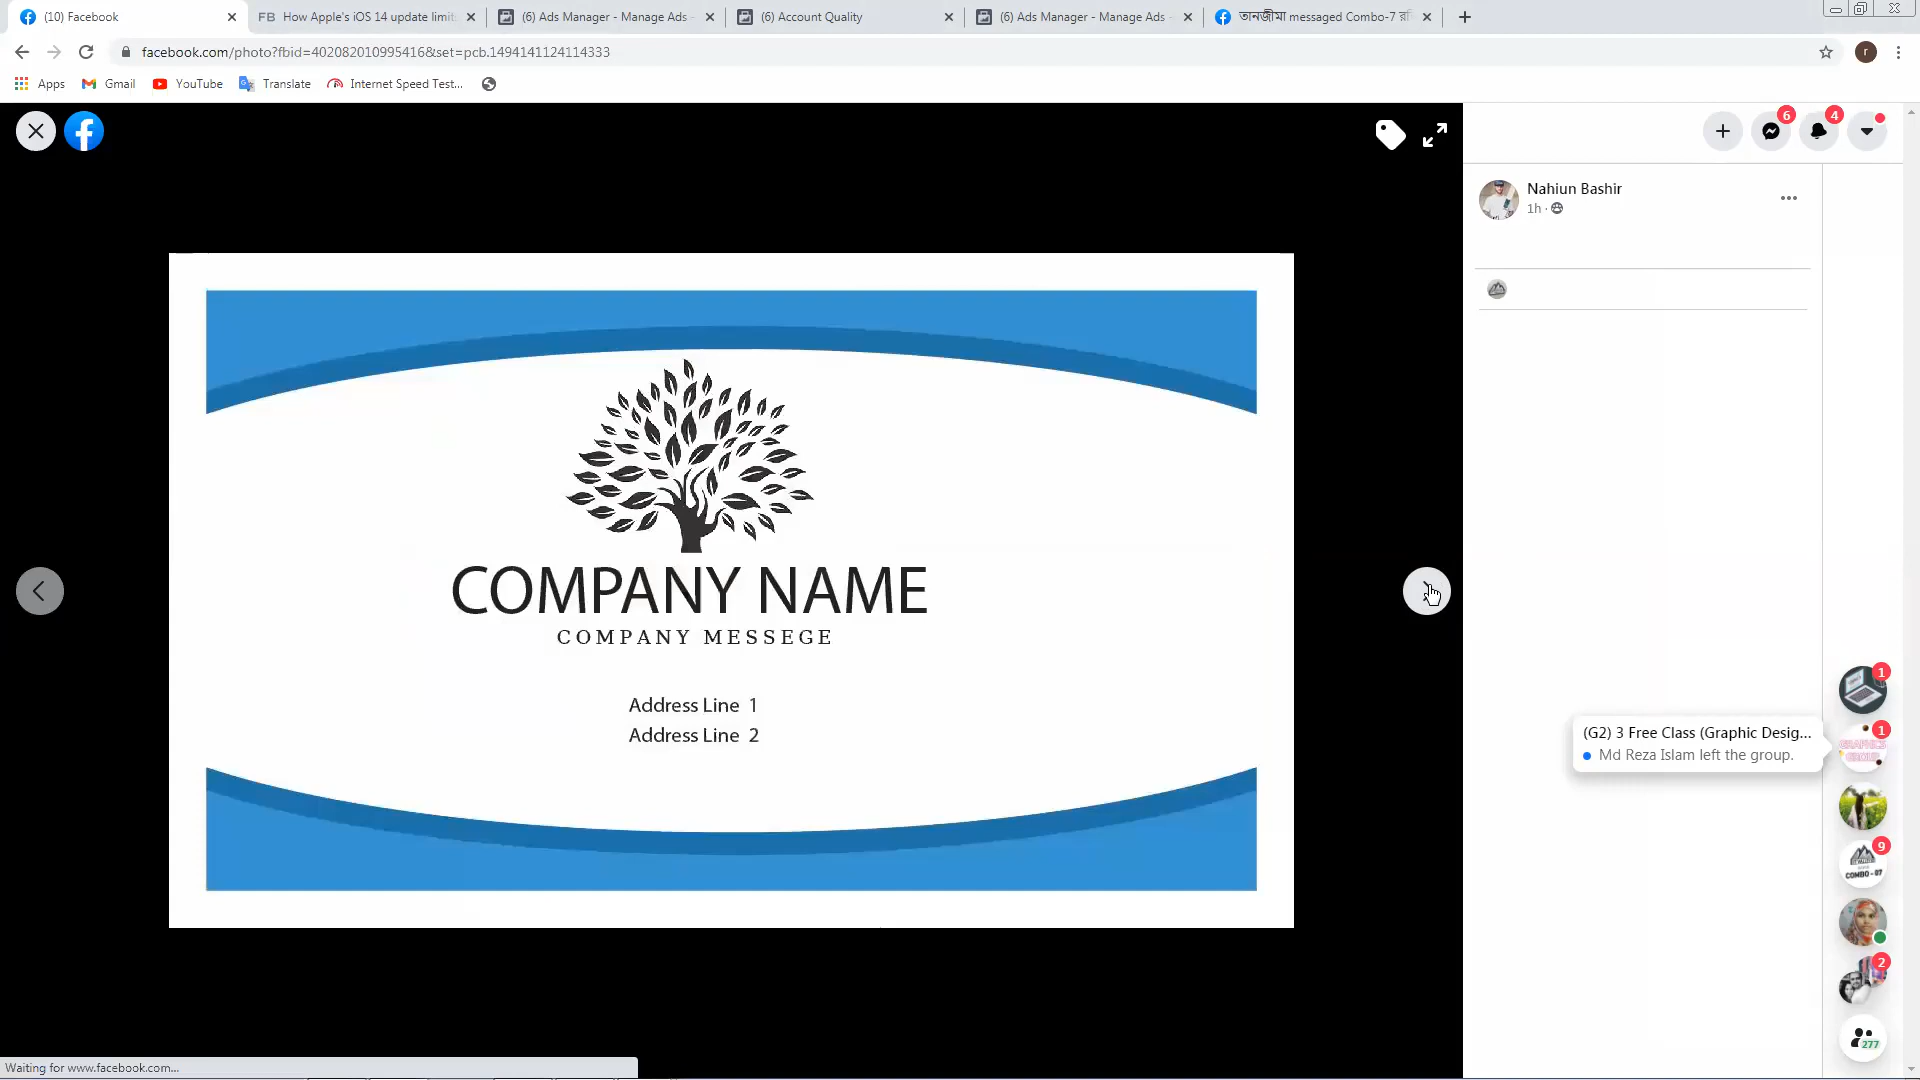 (10) Facebook
FB How Apple's iOS 14 update limit
(6) Ads Manager - Manage Ads -
(6) Account Quality
(6) Ads Manager - Manage Ads -
তানজীমা messaged Combo-7
facebook.com/photo?fbid=402082010995416&set=pcb.1494141124114333
r
Apps
Gmail
YouTube
Translate
Internet Speed Test...
6
4
Nahiun Bashir
1h ·
COMPANY NAME
COMPANY MESSEGE
Address Line 1
Address Line 2
1
(G2) 3 Free Class (Graphic Desig...
Md Reza Islam left the group.
1
GRAPHICS
GROUP
9
COMBO - 07
2
277
Waiting for www.facebook.com...